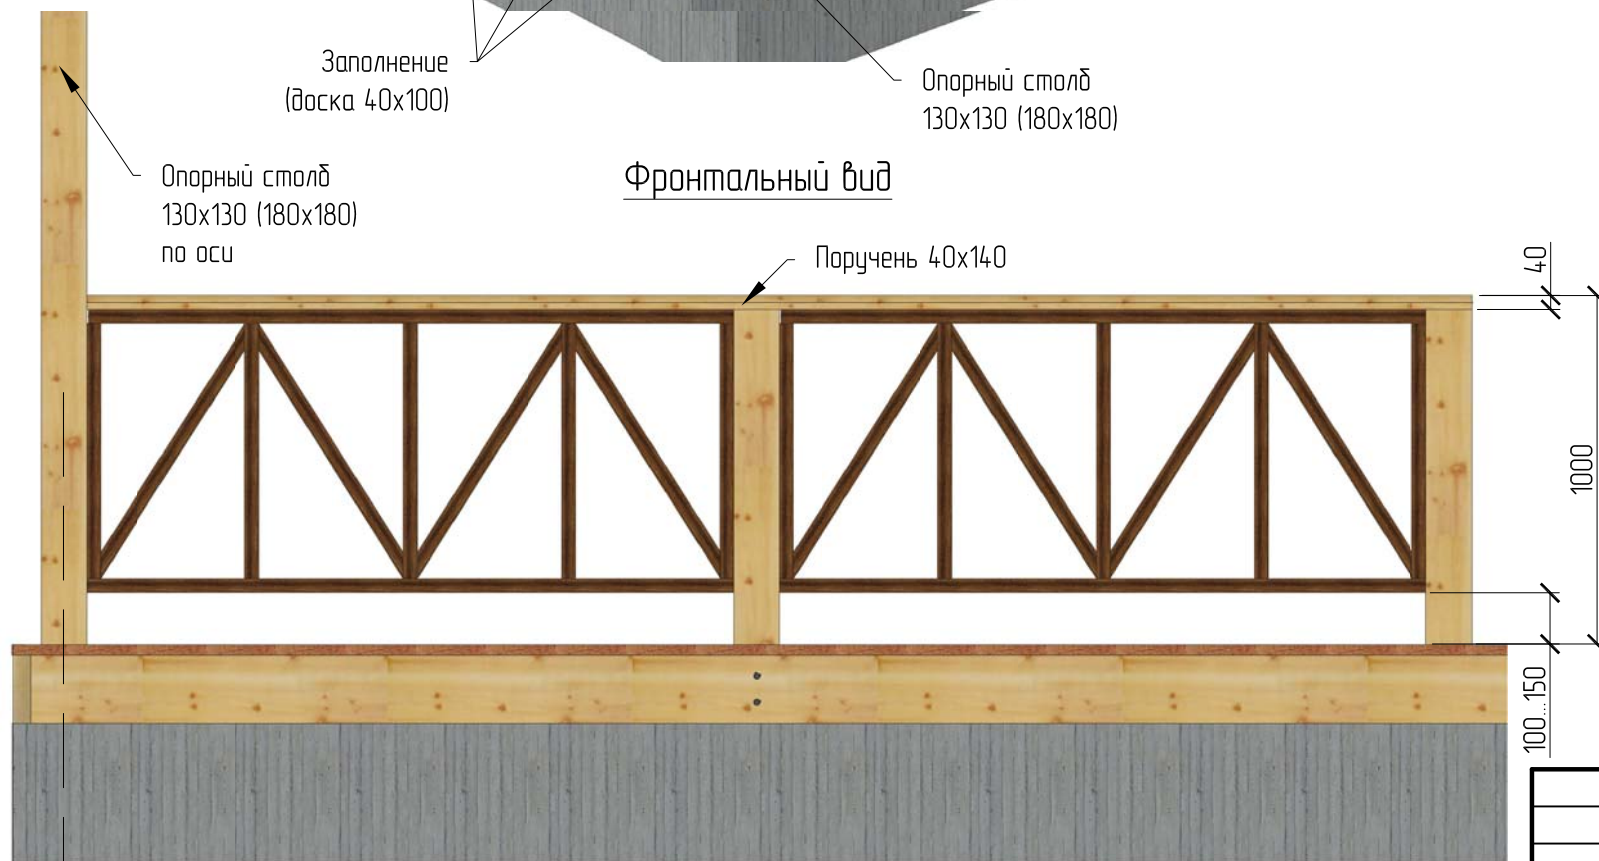 Заполнение
(доска 40х100)
Опорный столб
130х130 (180х180)
Опорный столб
130х130 (180х180)
по оси
Фронтальный вид
Поручень 40х140
40
1000
100...150